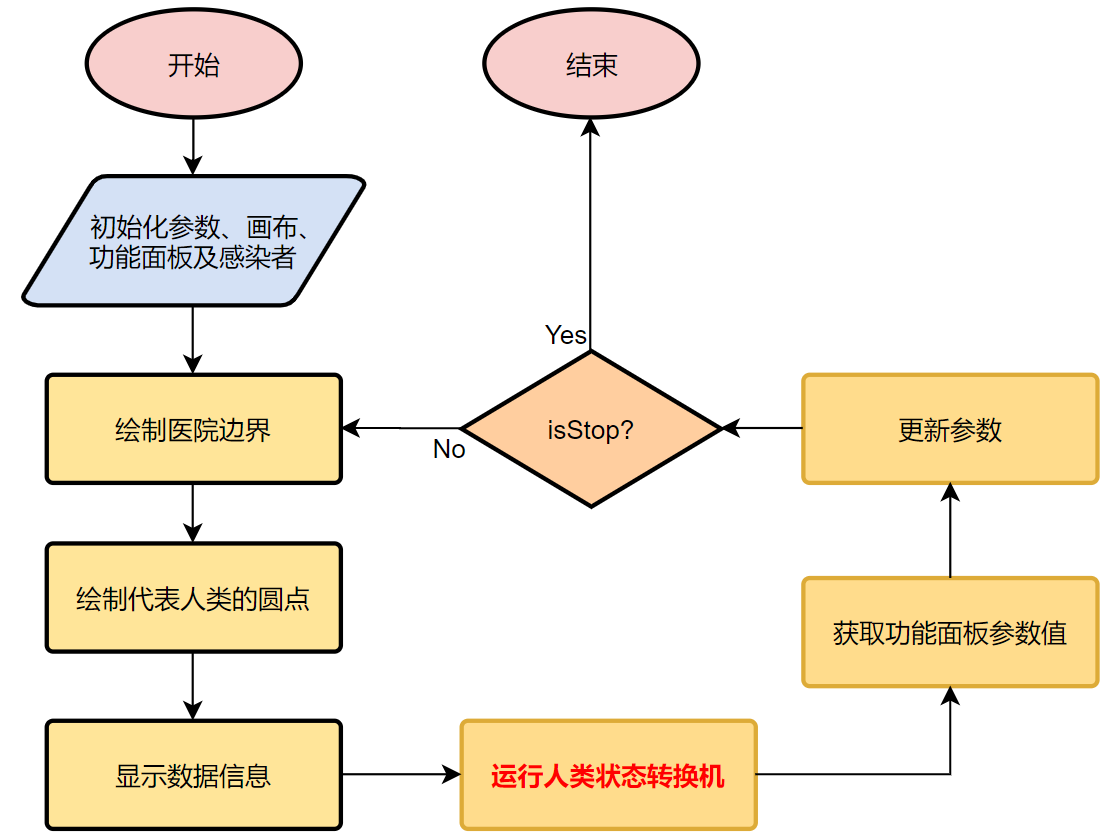 开始
结束
初始化参数、画布、
功能面板及感染者
Yes
绘制医院边界
No
isStop?
更新参数
绘制代表人类的圆点
获取功能面板参数值
显示数据信息
运行人类状态转换机